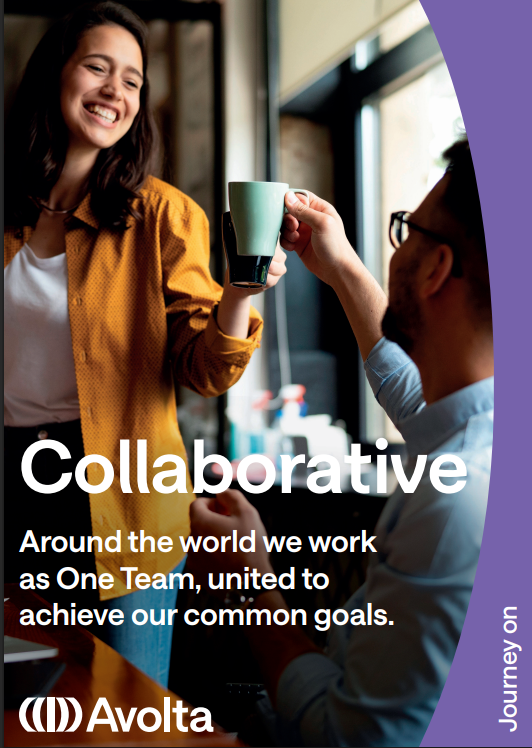 Collaborative
Around the world we work
as One Team, united to
achieve our common goals.
Avolta
Journey on